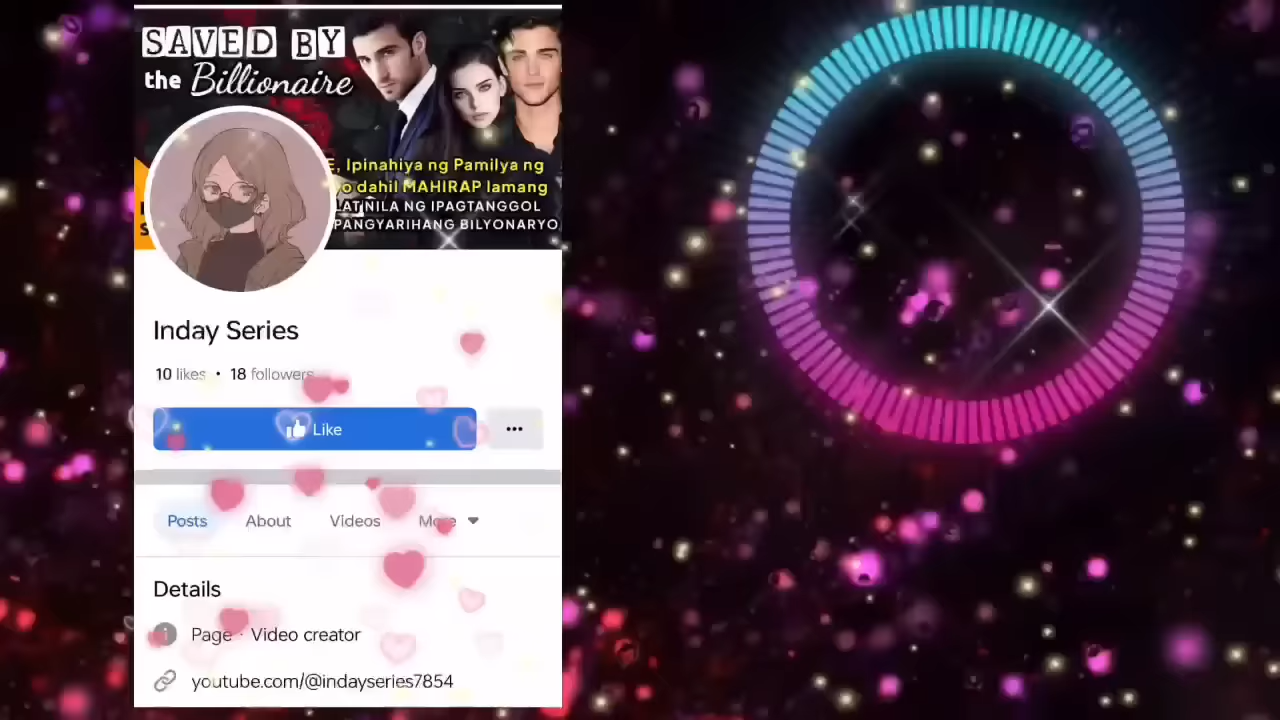 SAVED BY
the Billionaire
E, Ipinahiya ng Pamilya ng
o dahil MAHIRAP lamang
LAT NILA NG IPAGTANGGOL
PANGYARIHANG BILYONARYO
Inday Series
10 likes • 18 followers
Like
Posts About Videos More
Details
Page · Video creator
youtube.com/@indayseries7854